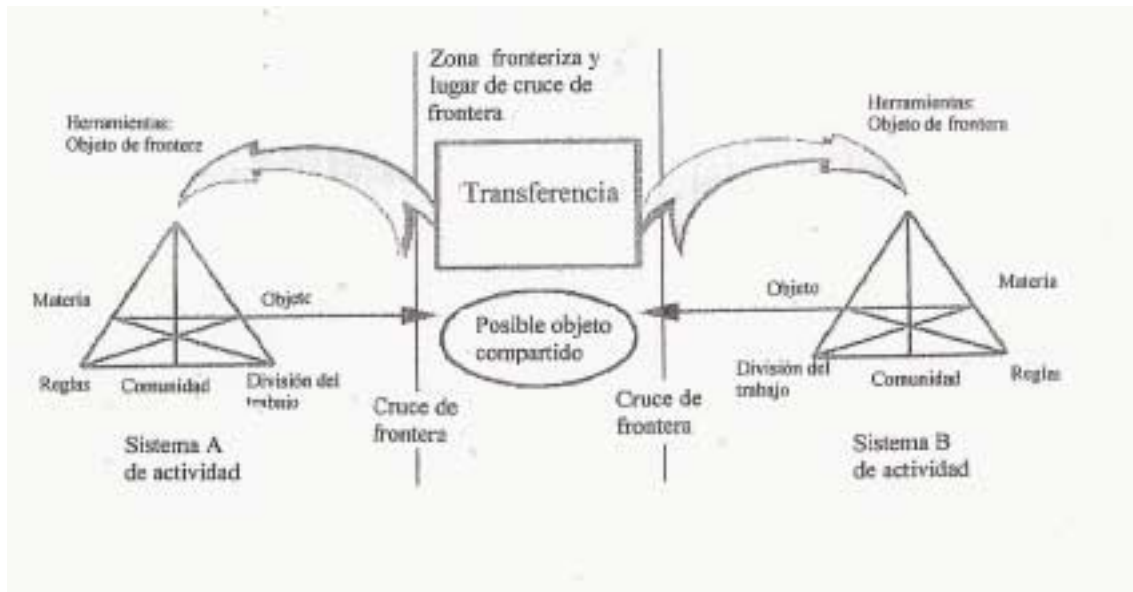 Zona fronteriza y
lugar de cruce de
frontera
Herramientas:
Objeto de frontere
Herramientas:
Objeto de frontera
Transferencia
Materia
Objete
Posible objeto
compartido
Objeto
Materia
Reglas
Comunidad
División del
trabajo
Cruce de
frontera
Cruce de
frontera
División del
trabajo
Comunidad
Reglas
Sistema A
de actividad
Sistema B
de actividad